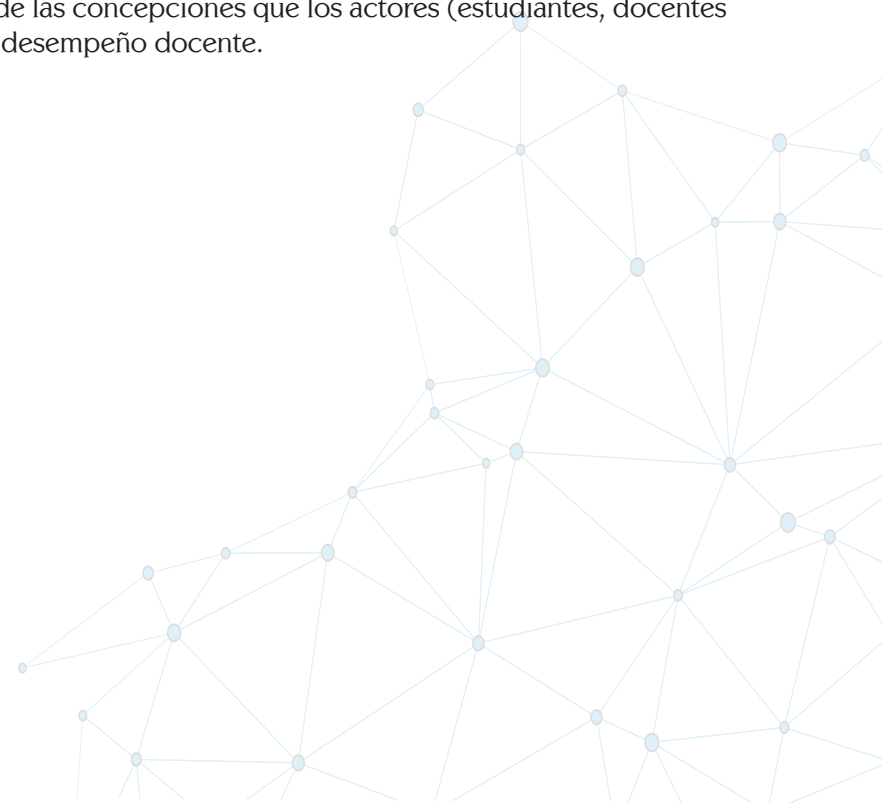 de las concepciones que los actores (estudiantes, docentes
desempeño docente.